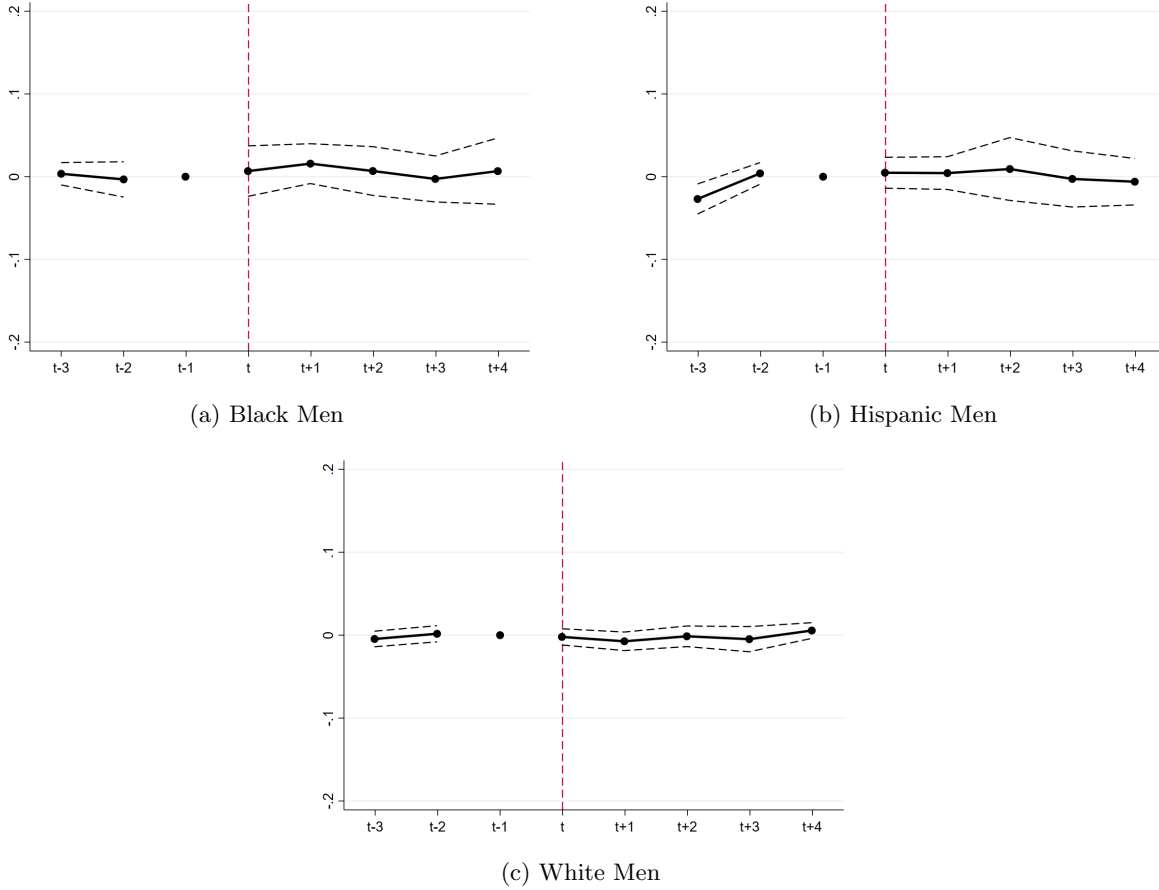 .2
.1
0
-.1
-.2
t-3 t-2 t-1 t t+1 t+2 t+3 t+4
(a) Black Men
.2
.1
0
-.1
-.2
t-3 t-2 t-1 t t+1 t+2 t+3 t+4
(b) Hispanic Men
.2
.1
0
-.1
-.2
t-3 t-2 t-1 t t+1 t+2 t+3 t+4
(c) White Men